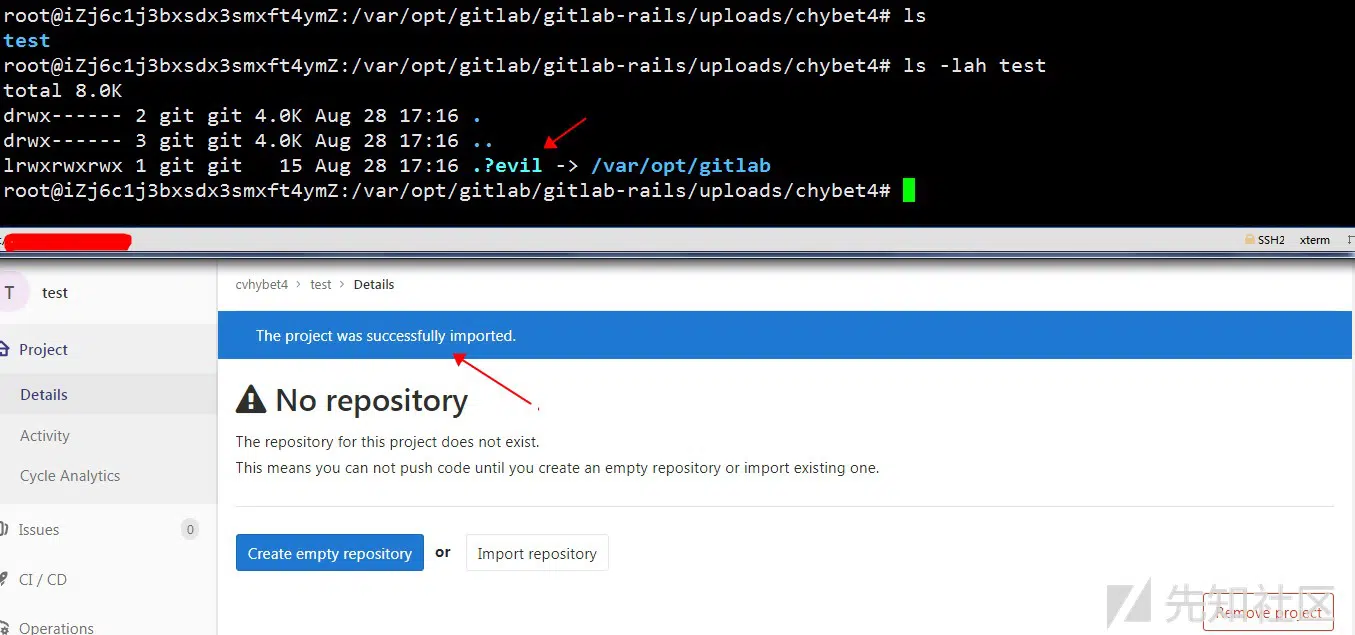 root@iZj6c1j3bxsdx3smxft4ymZ:/var/opt/gitlab/gitlab-rails/uploads/chybet4# ls
test
root@iZj6c1j3bxsdx3smxft4ymZ:/var/opt/gitlab/gitlab-rails/uploads/chybet4# ls -lah test
total 8.0K
drwx------ 2 git git 4.0K Aug 28 17:16 .
drwx------ 3 git git 4.0K Aug 28 17:16 ..
lrwxrwxrwx 1 git git   15 Aug 28 17:16 .?evil -> /var/opt/gitlab
root@iZj6c1j3bxsdx3smxft4ymZ:/var/opt/gitlab/gitlab-rails/uploads/chybet4#
SSH2 xterm
T test
cvhybet4 > test > Details
The project was successfully imported.
Project
Details
Activity
Cycle Analytics
Issues 0
CI / CD
Operations
No repository
The repository for this project does not exist.
This means you can not push code until you create an empty repository or import existing one.
Create empty repository or Import repository
Remove project
先知社区